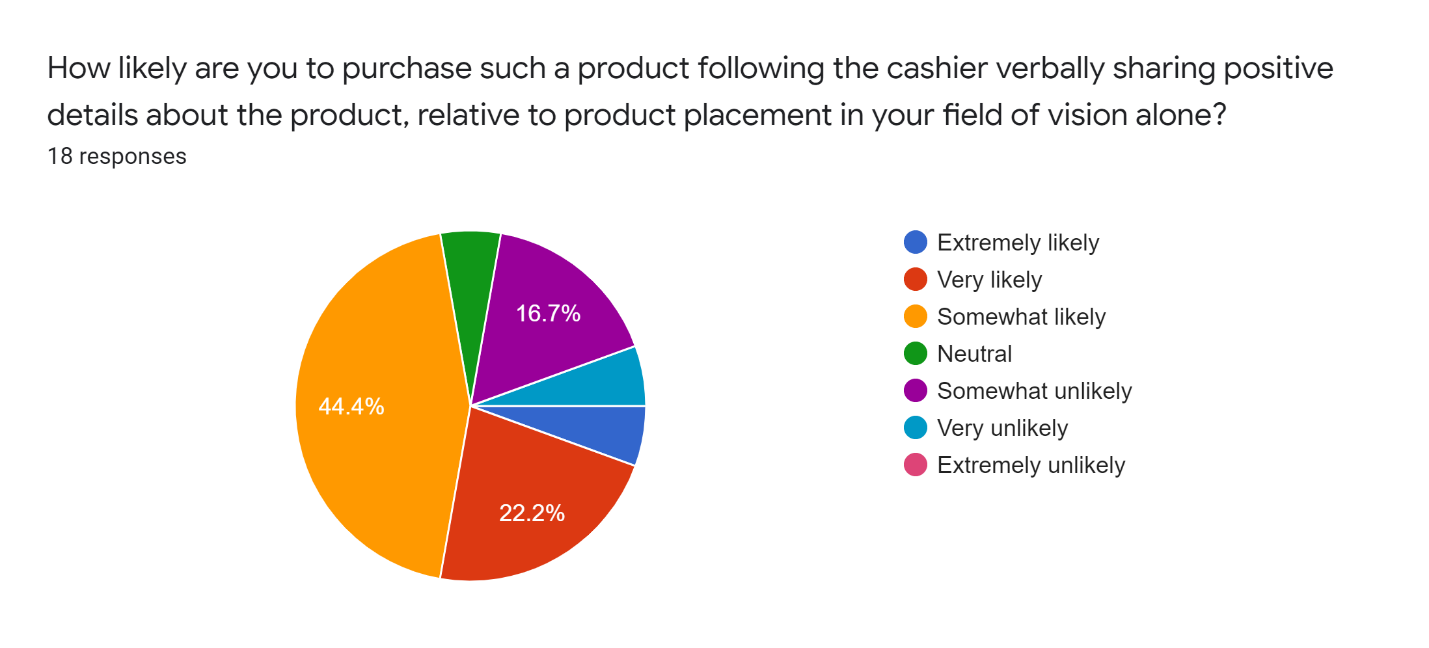 How likely are you to purchase such a product following the cashier verbally sharing positive
details about the product, relative to product placement in your field of vision alone?
18 responses
16.7%
44.4%
22.2%
Extremely likely
Very likely
Somewhat likely
Neutral
Somewhat unlikely
Very unlikely
Extremely unlikely